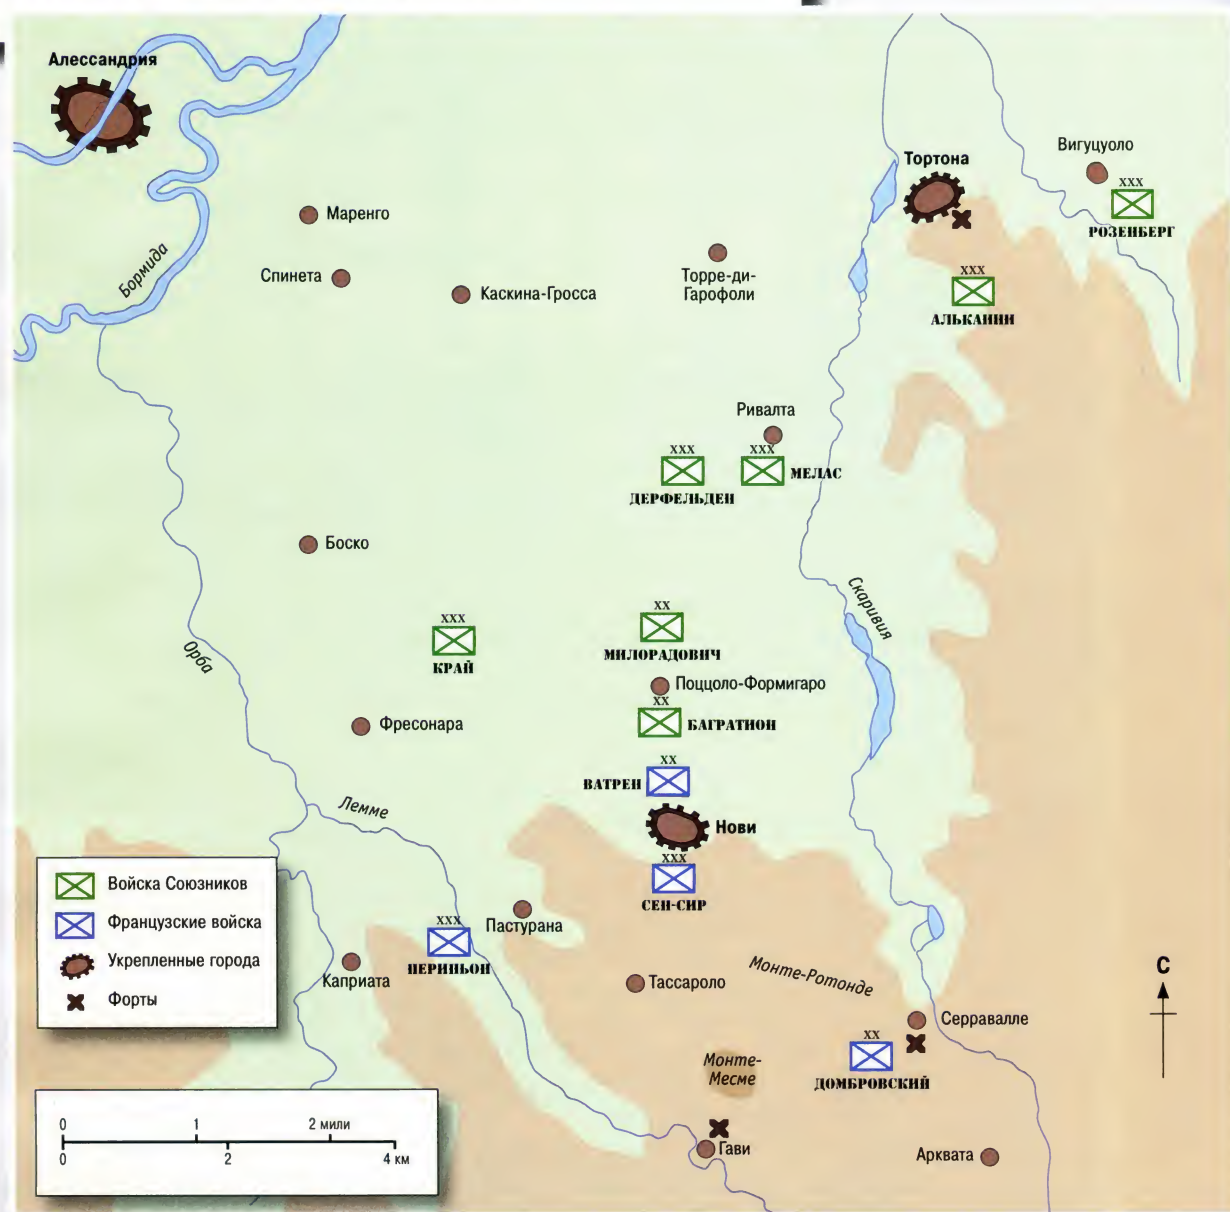 Алессандрия
Вигуцуоло
Тортона
XXX
РОЗЕНБЕРГ
Маренго
Бормида
Спинета
Каскина-Гросса
Торре-ди-
Гарофоли
XXX
АЛЬКАИНИ
Ривалта
XXX
XXX
МЕЛАС
ДЕРФЕЛЬДЕН
Боско
Скаривия
XXX
КРАЙ
XX
МИЛОРАДОВИЧ
Орба
Поццоло-Формигаро
XX
БАГРАТИОН
Фресонара
XX
ВАТРЕН
Лемме
Нови
XXX
СЕН-СИР
Пастурана
XXX
ПЕРИНЬОН
Каприата
Тассароло
Монте-Ротонде
Серравалле
XX
ДОМБРОВСКИЙ
Монте-
Месме
Гави
Арквата
С
Войска Союзников
Французские войска
Укрепленные города
Форты
0 1 2 мили
0 2 4 км